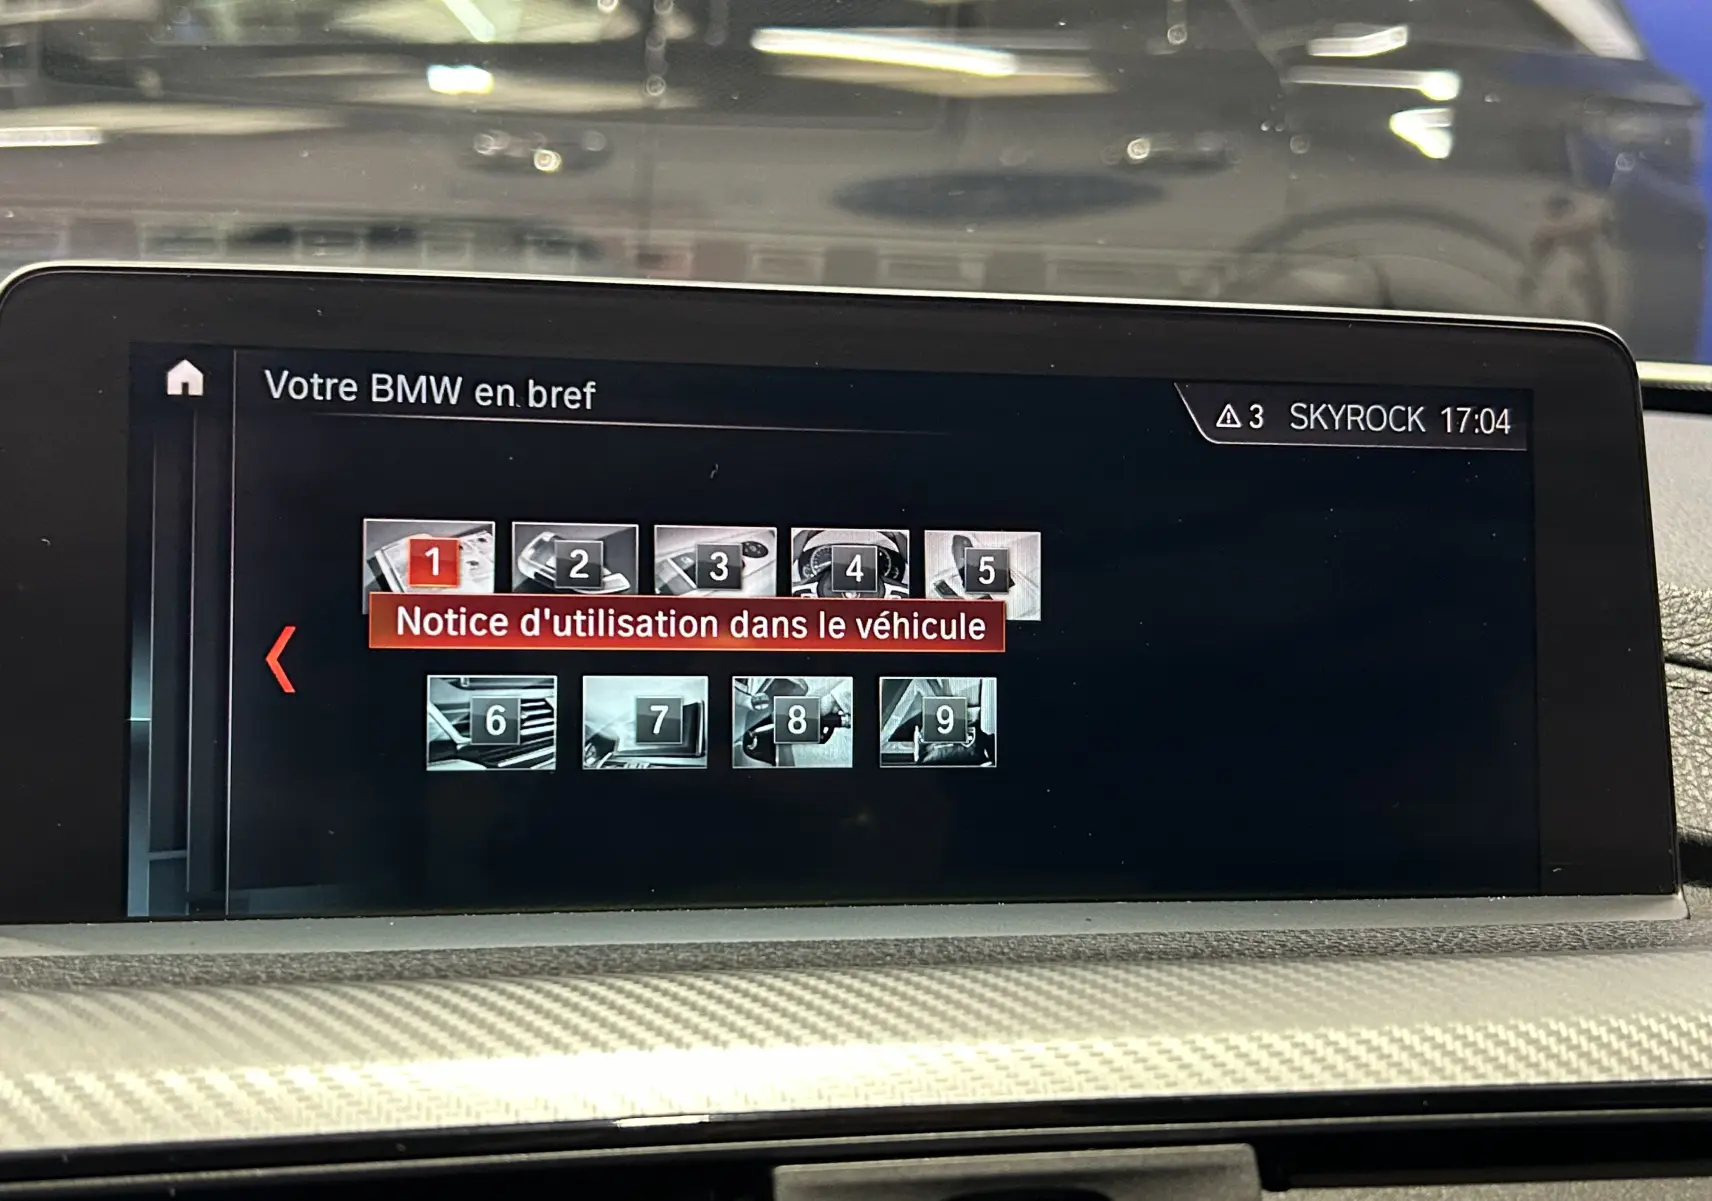 Votre BMW en bref
3 SKYROCK 17:04
1 2 3 4 5
Notice d'utilisation dans le véhicule
6 7 8 9